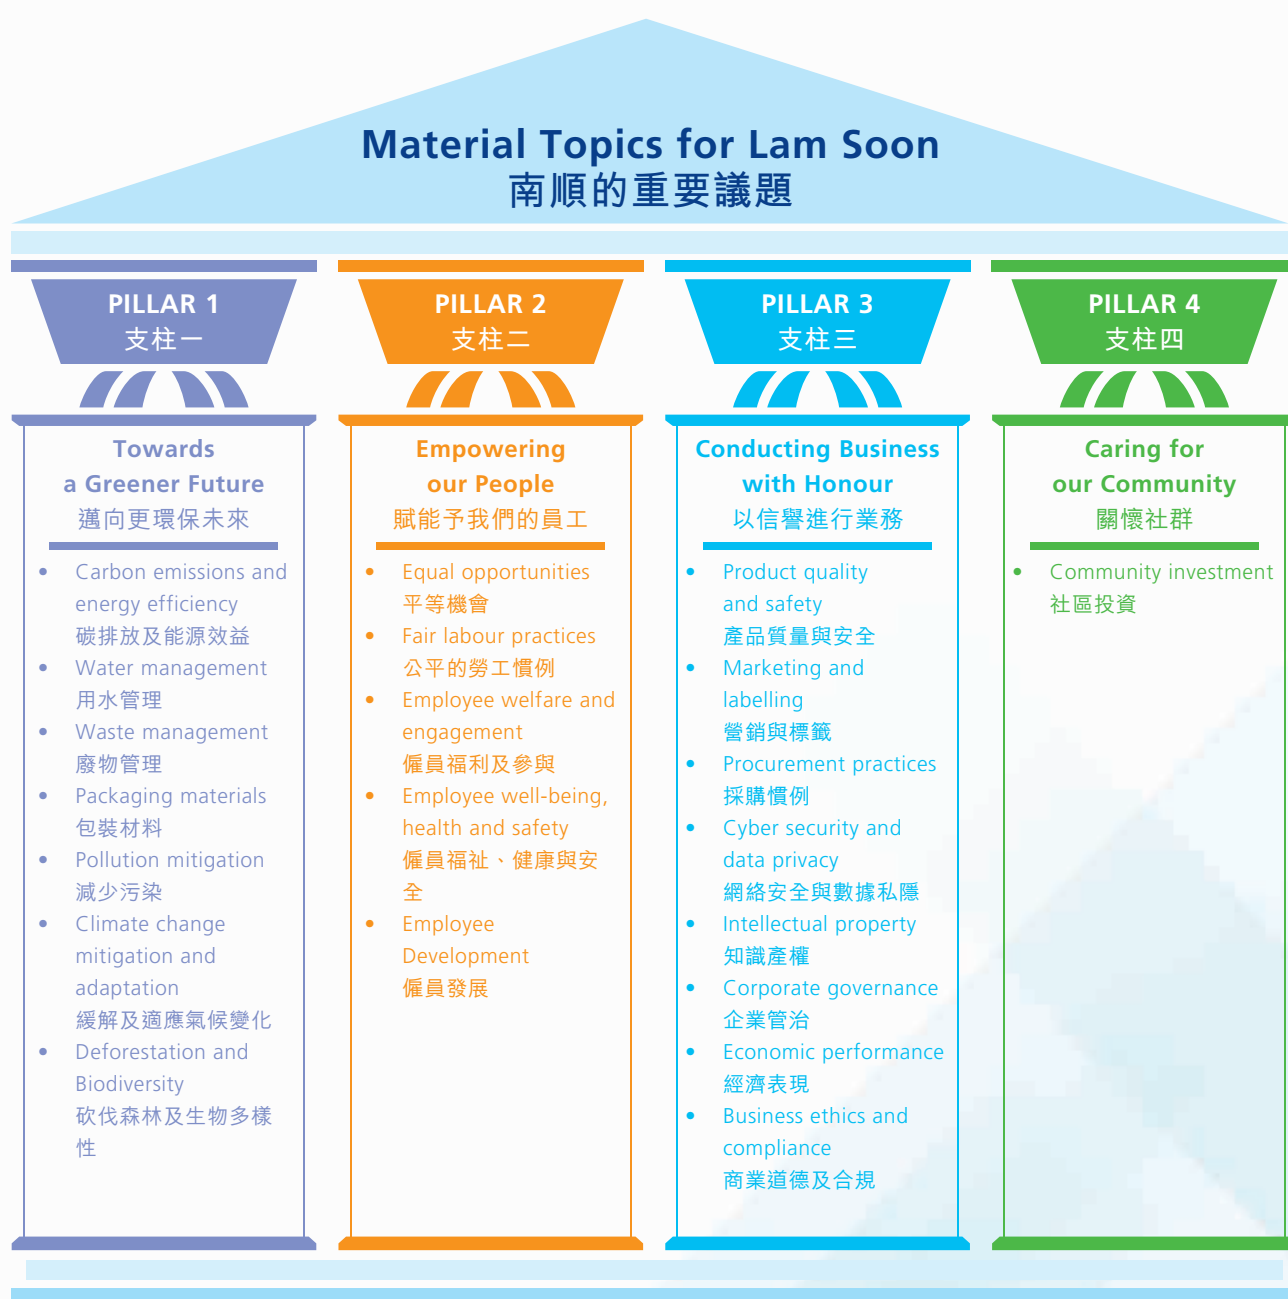 Material Topics for Lam Soon
南順的重要議題
PILLAR 1
支柱一
Towards
a Greener Future
邁向更環保未來
• Carbon emissions and
energy efficiency
碳排放及能源效益
• Water management
用水管理
• Waste management
廢物管理
• Packaging materials
包裝材料
• Pollution mitigation
減少污染
• Climate change
mitigation and
adaptation
緩解及適應氣候變化
• Deforestation and
Biodiversity
砍伐森林及生物多樣
性
PILLAR 2
支柱二
Empowering
our People
賦能予我們的員工
• Equal opportunities
平等機會
• Fair labour practices
公平的勞工慣例
• Employee welfare and
engagement
僱員福利及參與
• Employee well-being,
health and safety
僱員福祉、健康與安
全
• Employee
Development
僱員發展
PILLAR 3
支柱三
Conducting Business
with Honour
以信譽進行業務
• Product quality
and safety
產品質量與安全
• Marketing and
labelling
營銷與標籤
• Procurement practices
採購慣例
• Cyber security and
data privacy
網絡安全與數據私隱
• Intellectual property
知識產權
• Corporate governance
企業管治
• Economic performance
經濟表現
• Business ethics and
compliance
商業道德及合規
PILLAR 4
支柱四
Caring for
our Community
關懷社群
• Community investment
社區投資